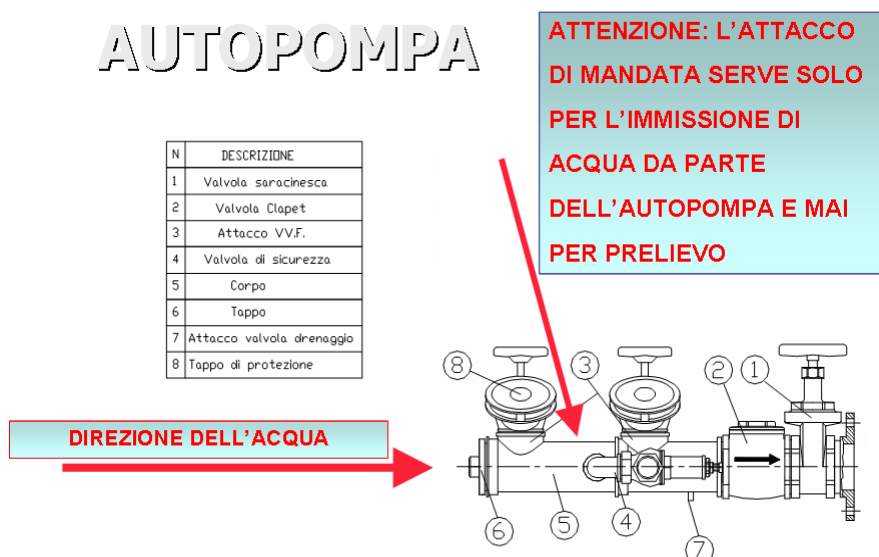 AUTOPOMPA
ATTENZIONE: L'ATTACCO
DI MANDATA SERVE SOLO
PER L'IMMISSIONE DI
ACQUA DA PARTE
DELL'AUTOPOMPA E MAI
PER PRELIEVO
N DESCRIZIONE
1 Valvola saracinesca
2 Valvola Clapet
3 Attacco VV.F.
4 Valvola di sicurezza
5 Corpo
6 Tappo
7 Attacco valvola drenaggio
8 Tappo di protezione
DIREZIONE DELL'ACQUA
8
3
2
1
6
5
4
7